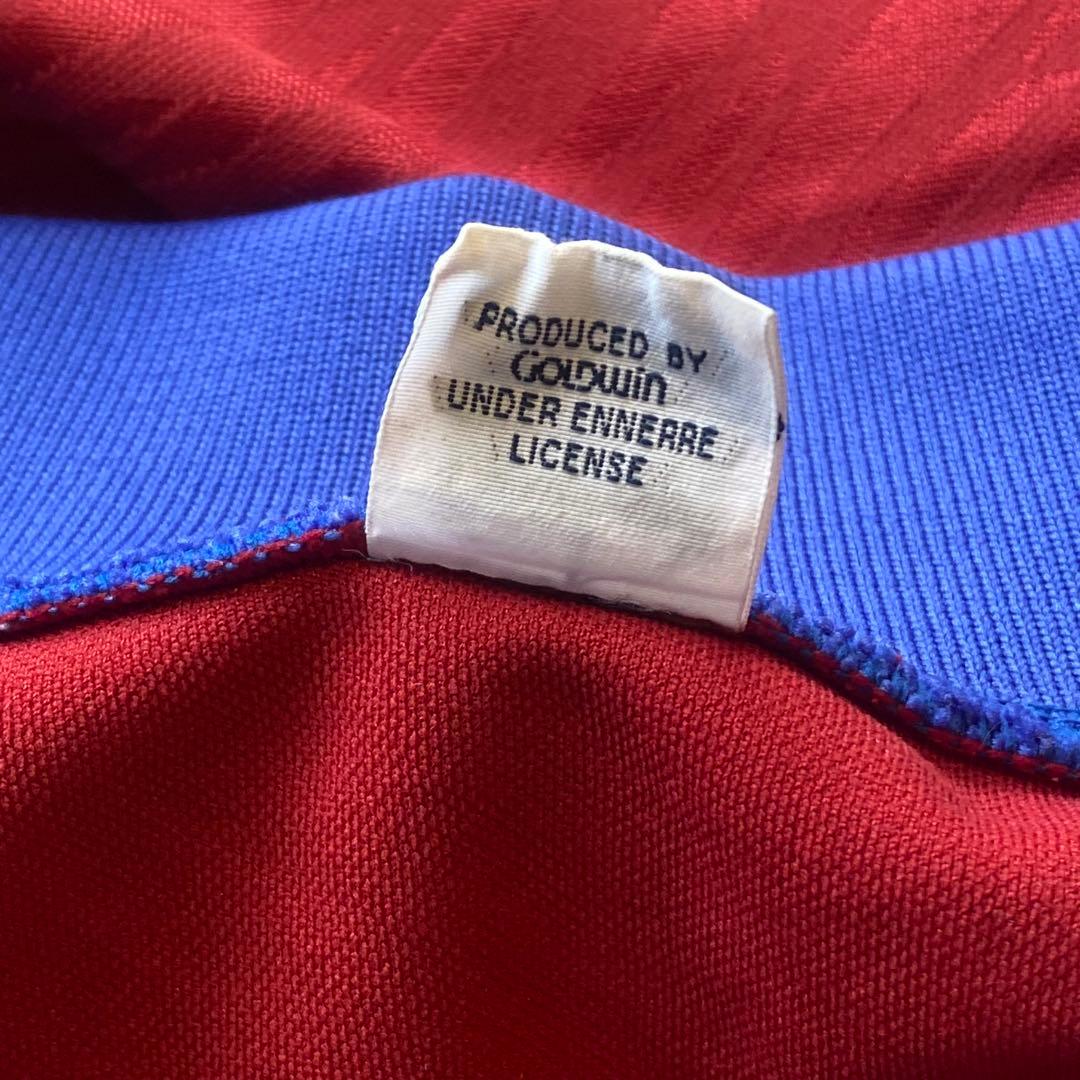 PRODUCED BY
GOLDWIN
UNDER ENNERRE
LICENSE